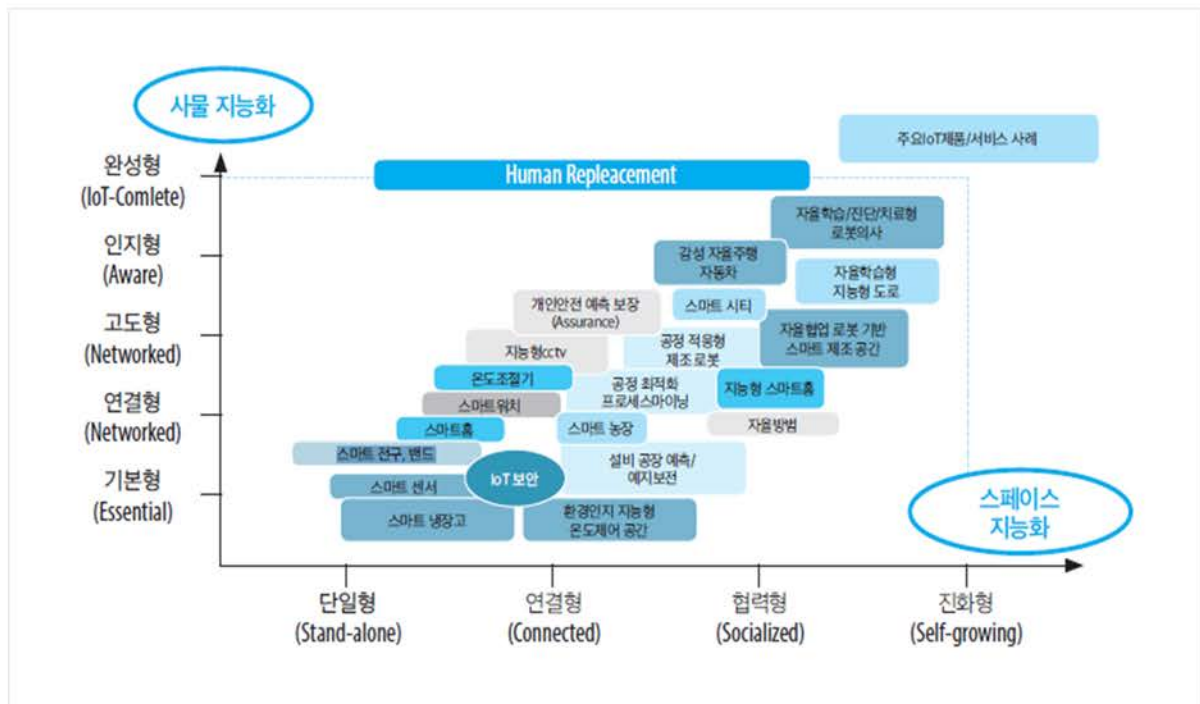 사물 지능화
주요IoT제품/서비스 사례
완성형
(IoT-Comlete)
Human Repleacement
자율학습/진단/치료형
로봇의사
인지형
(Aware)
감성 자율주행
자동차
자율학습형
지능형 도로
개인안전 예측 보장
(Assurance)
스마트 시티
고도형
(Networked)
자율협업 로봇 기반
스마트 제조 공간
지능형cctv
공정 적응형
제조 로봇
온도조절기
공정 최적화
프로세스마이닝
지능형 스마트홈
스마트워치
연결형
(Networked)
스마트홈
스마트 농장
자율방범
스마트 전구, 밴드
설비 공장 예측/
예지보전
기본형
(Essential)
스마트 센서
IoT 보안
스마트 냉장고
환경인지 지능형
온도제어 공간
스페이스
지능화
단일형
(Stand-alone)
연결형
(Connected)
협력형
(Socialized)
진화형
(Self-growing)